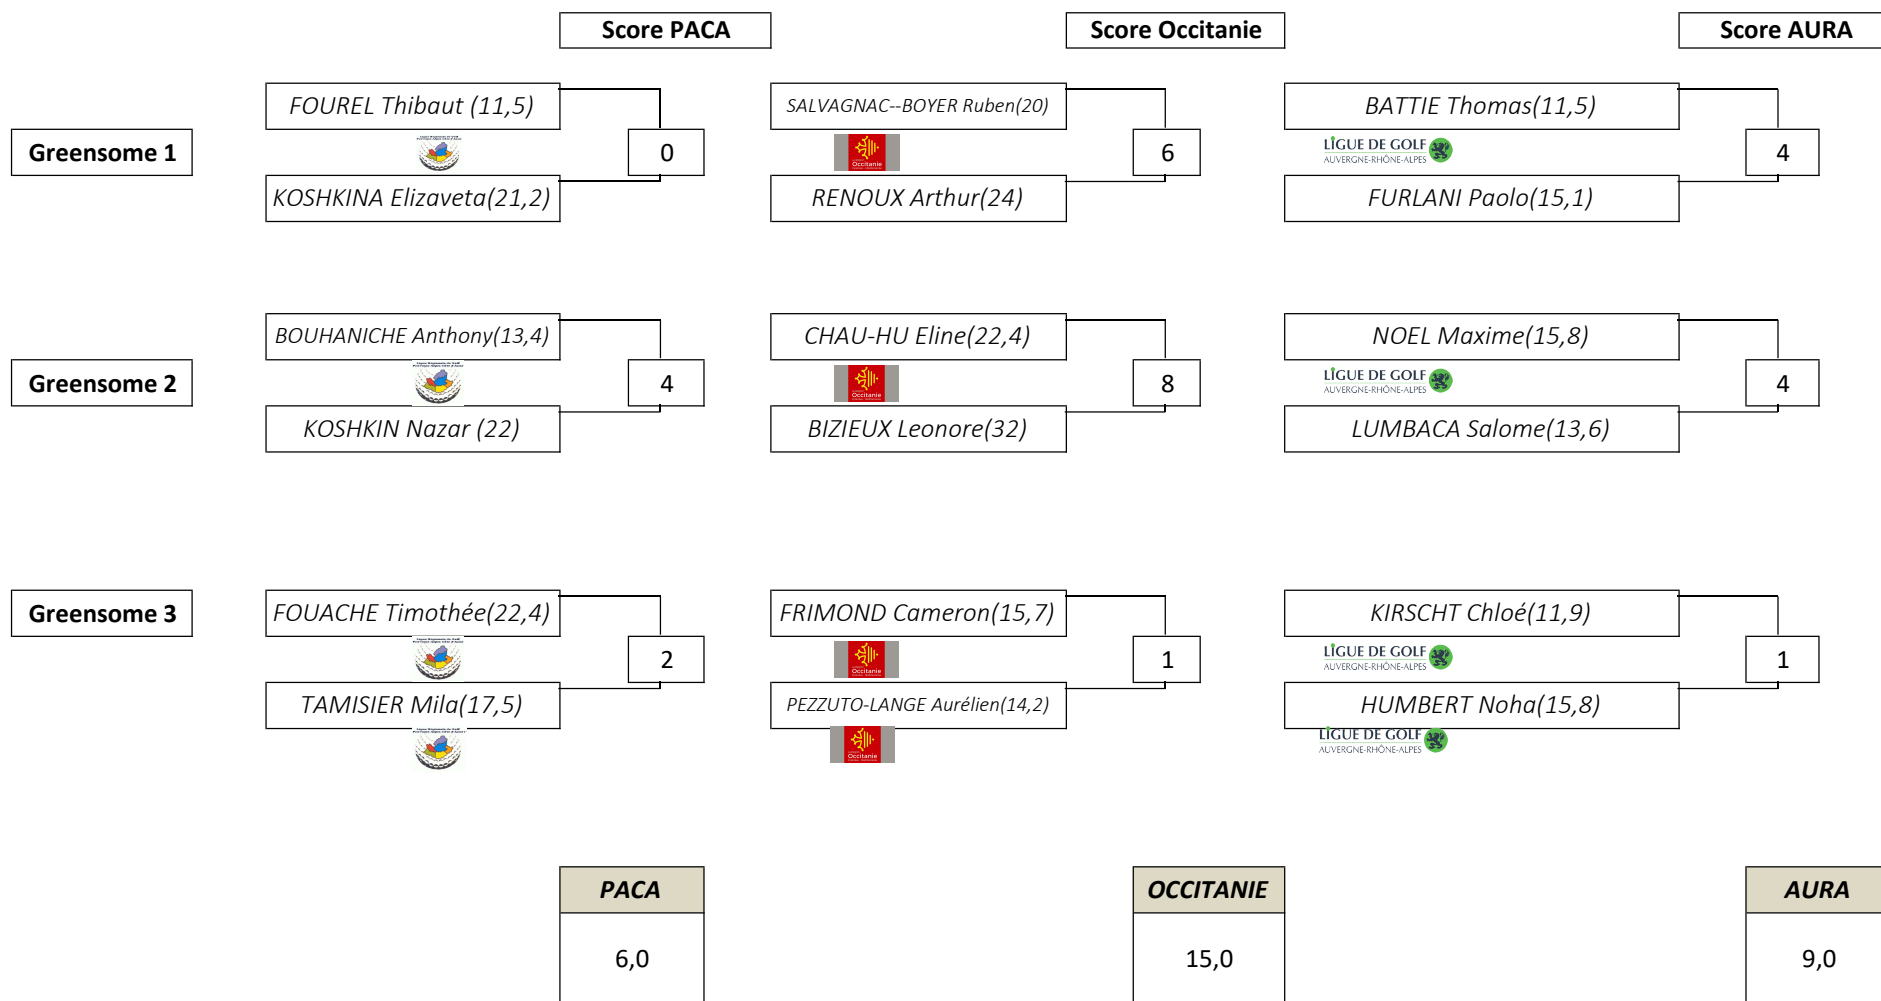 Score PACA
Score Occitanie
Score AURA
FOUREL Thibaut (11,5)
SALVAGNAC--BOYER Ruben(20)
BATTIE Thomas(11,5)
Greensome 1
0
Occitanie
6
LIGUE DE GOLF
AUVERGNE-RHÔNE-ALPES
4
KOSHKINA Elizaveta(21,2)
RENOUX Arthur(24)
FURLANI Paolo(15,1)
BOUHANICHE Anthony(13,4)
CHAU-HU Eline(22,4)
NOEL Maxime(15,8)
Greensome 2
4
Occitanie
8
LIGUE DE GOLF
AUVERGNE-RHÔNE-ALPES
4
KOSHKIN Nazar (22)
BIZIEUX Leonore(32)
LUMBACA Salome(13,6)
Greensome 3
FOUACHE Timothée(22,4)
FRIMOND Cameron(15,7)
KIRSCHT Chloé(11,9)
2
Occitanie
1
LIGUE DE GOLF
AUVERGNE-RHÔNE-ALPES
1
TAMISIER Mila(17,5)
PEZZUTO-LANGE Aurélien(14,2)
HUMBERT Noha(15,8)
Occitanie
LIGUE DE GOLF
AUVERGNE-RHÔNE-ALPES
PACA
OCCITANIE
AURA
6,0
15,0
9,0